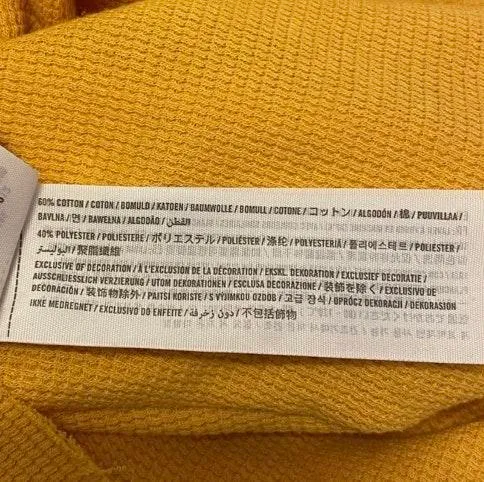 60% COTTON / COTON / BOMULD / KATOEN / BAUMWOLLE / BOMULL / COTONE / コットン / ALGODÓN / 棉 / PUUVILLAA /
BAVLNA / 면 / BAWEŁNA / ALGODÃO / القطن
40% POLYESTER / POLIESTERE / ポリエステル / POLIÉSTER / 涤纶 / POLYESTERIÄ / 폴리에스테르 / POLIESTER /
البوليستر / 聚脂纖維
EXCLUSIVE OF DECORATION / À L'EXCLUSION DE LA DÉCORATION / EKSKL. DEKORATION / EXCLUSIEF DECORATIE /
AUSSCHLIESSLICH VERZIERUNG / UTOM DEKORATIONEN / ESCLUSA DECORAZIONE / 装飾を除く / EXCLUSIVO DE
DECORACIÓN / 装饰物除外 / PAITSI KORISTE / S VÝJIMKOU OZDOB / 고급 장식 / OPRÓCZ DEKORACJI / DEKORASJON
IKKE MEDREGNET / EXCLUSIVO DO ENFEITE / دون زخرفة / 不包括飾物